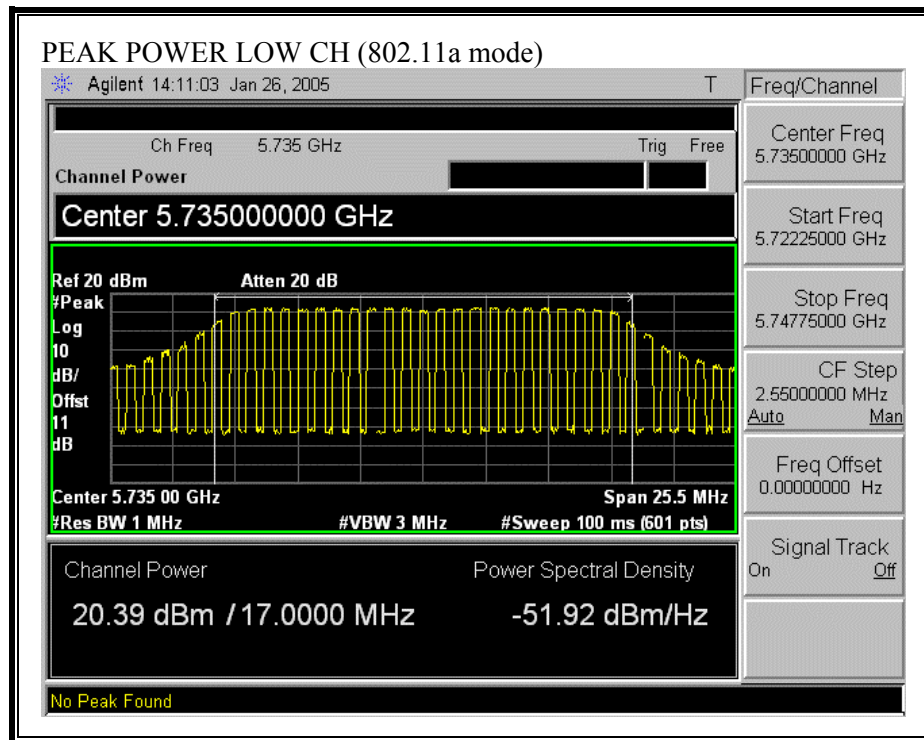 PEAK POWER LOW CH (802.11a mode)
Agilent 14:11:03 Jan 26, 2005 T
Freq/Channel
Ch Freq 5.735 GHz Trig Free
Channel Power
Center 5.735000000 GHz
Ref 20 dBm Atten 20 dB
#Peak
Log
10
dB/
Offst
11
dB
Center 5.735 00 GHz Span 25.5 MHz
#Res BW 1 MHz #VBW 3 MHz #Sweep 100 ms (601 pts)
Channel Power Power Spectral Density
20.39 dBm / 17.0000 MHz -51.92 dBm/Hz
No Peak Found
Center Freq
5.73500000 GHz
Start Freq
5.72225000 GHz
Stop Freq
5.74775000 GHz
CF Step
2.55000000 MHz
Auto Man
Freq Offset
0.00000000 Hz
Signal Track
On Off